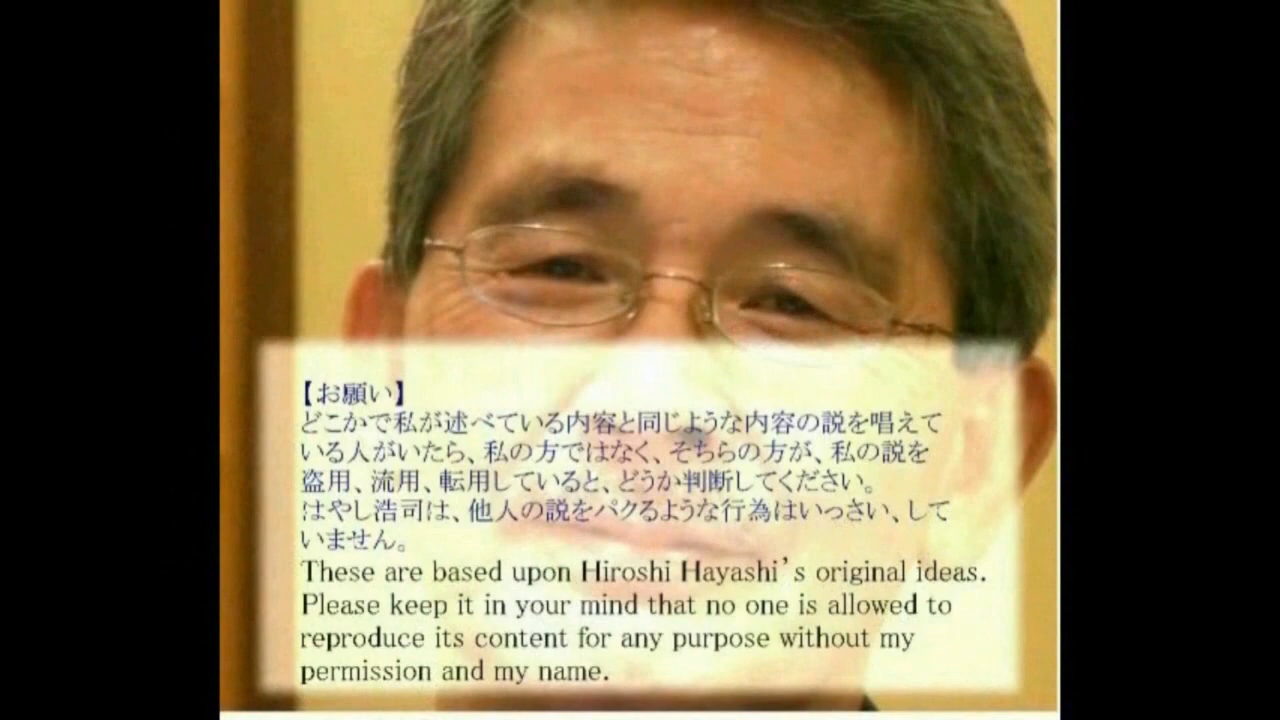 【お願い】
どこかで私が述べている内容と同じような内容の説を唱えて
いる人がいたら、私の方ではなく、そちらの方が、私の説を
盗用、流用、転用していると、どうか判断してください。
はやし浩司は、他人の説をパクるような行為はいっさい、して
いません。
These are based upon Hiroshi Hayashi's original ideas.
Please keep it in your mind that no one is allowed to
reproduce its content for any purpose without my
permission and my name.